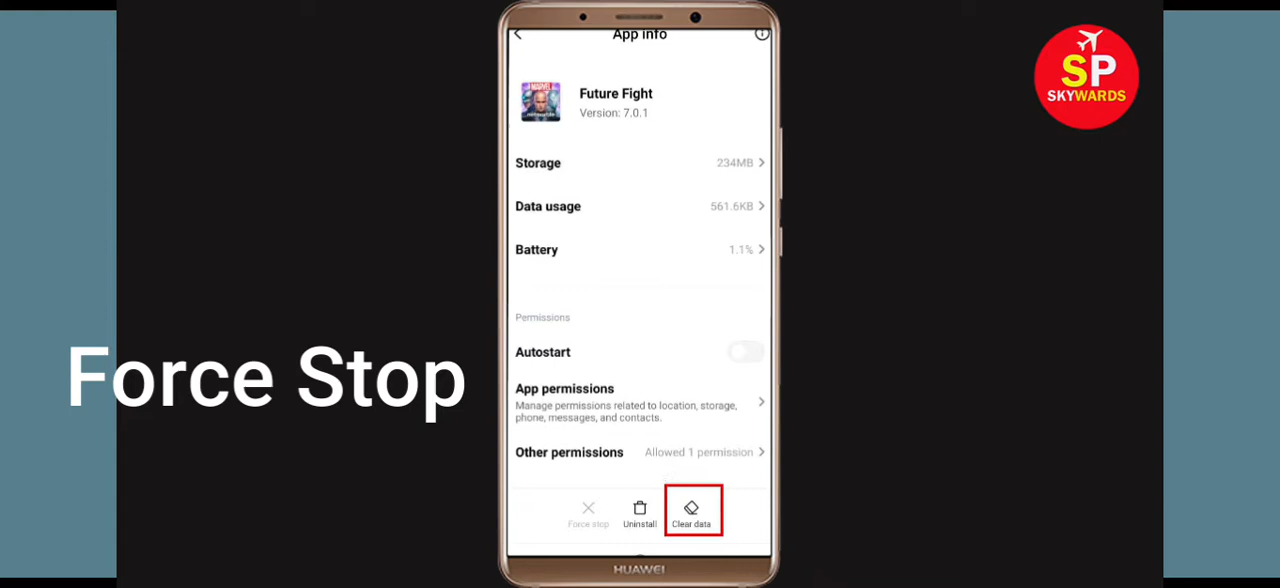 App info
MARVEL
Future Fight
Version: 7.0.1
Storage 234MB
Data usage 561.6KB
Battery 1.1%
Permissions
Autostart
App permissions
Manage permissions related to location, storage,
phone, messages, and contacts.
Other permissions Allowed 1 permission
Force stop Uninstall Clear data
HUAWEI
Force Stop
SP
SKYWARDS